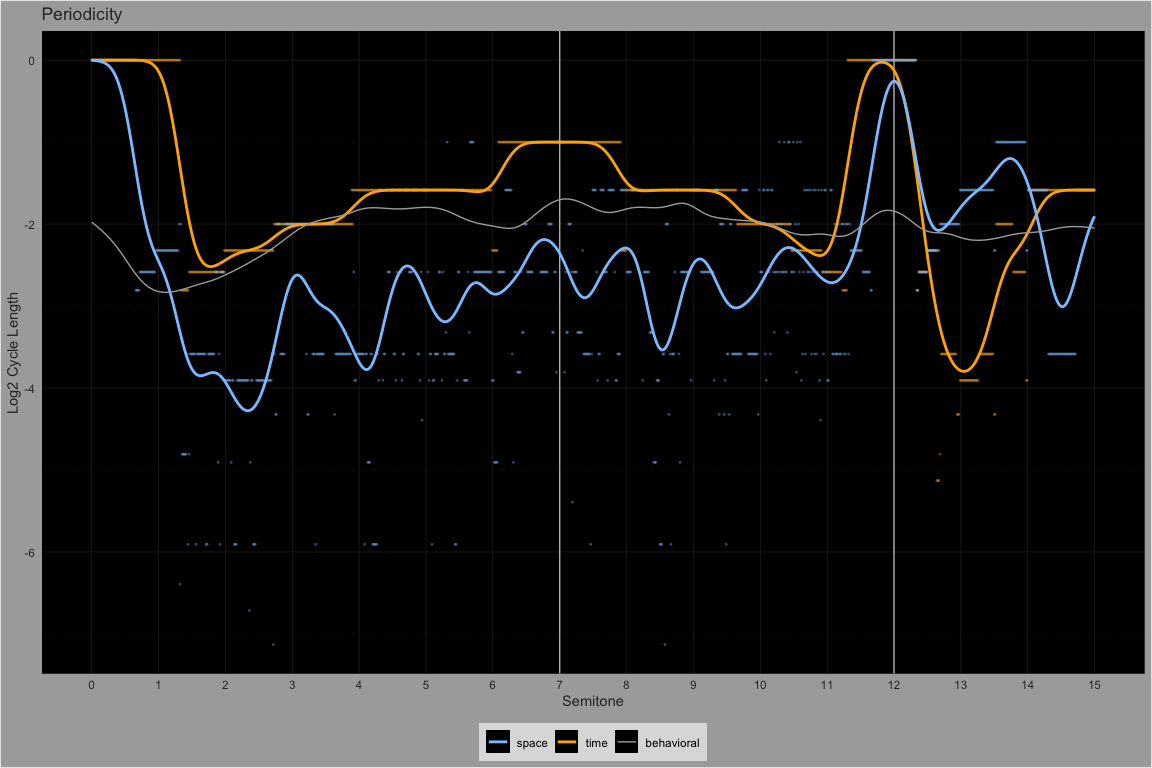 Periodicity
Log2 Cycle Length
0
-2
-4
-6
0 1 2 3 4 5 6 7 8 9 10 11 12 13 14 15
Semitone
space time behavioral